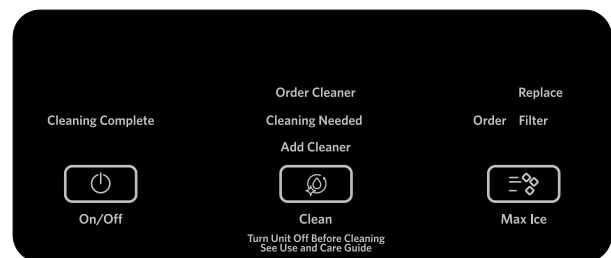 Order Cleaner
Replace
Cleaning Complete
Cleaning Needed
Order Filter
Add Cleaner
On/Off
Clean
Max Ice
Turn Unit Off Before Cleaning
See Use and Care Guide